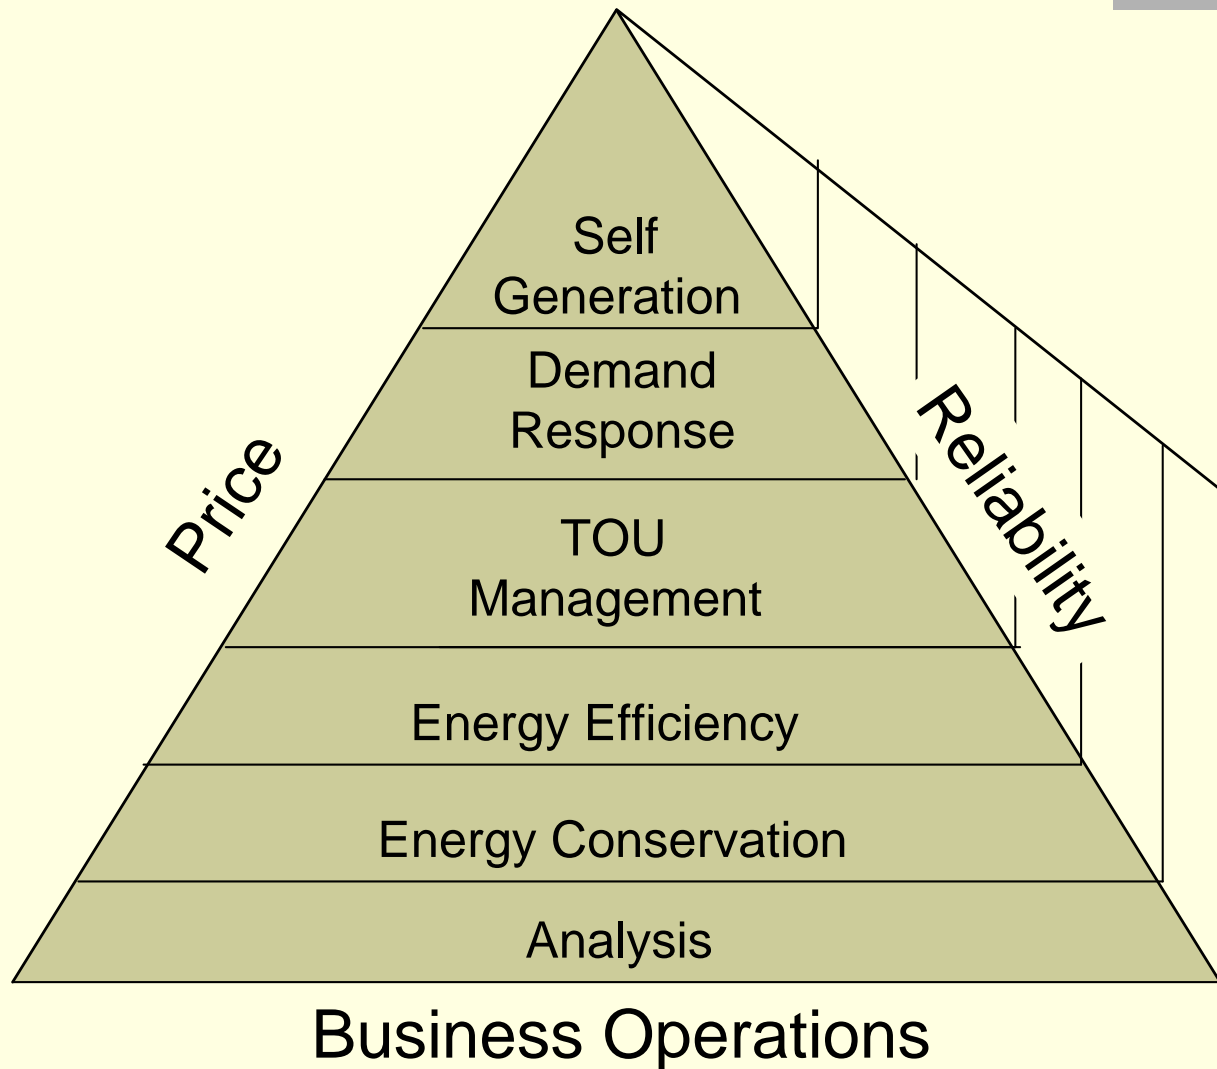 Self
Generation
Demand
Response
Price
Reliability
TOU
Management
Energy Efficiency
Energy Conservation
Analysis
Business Operations